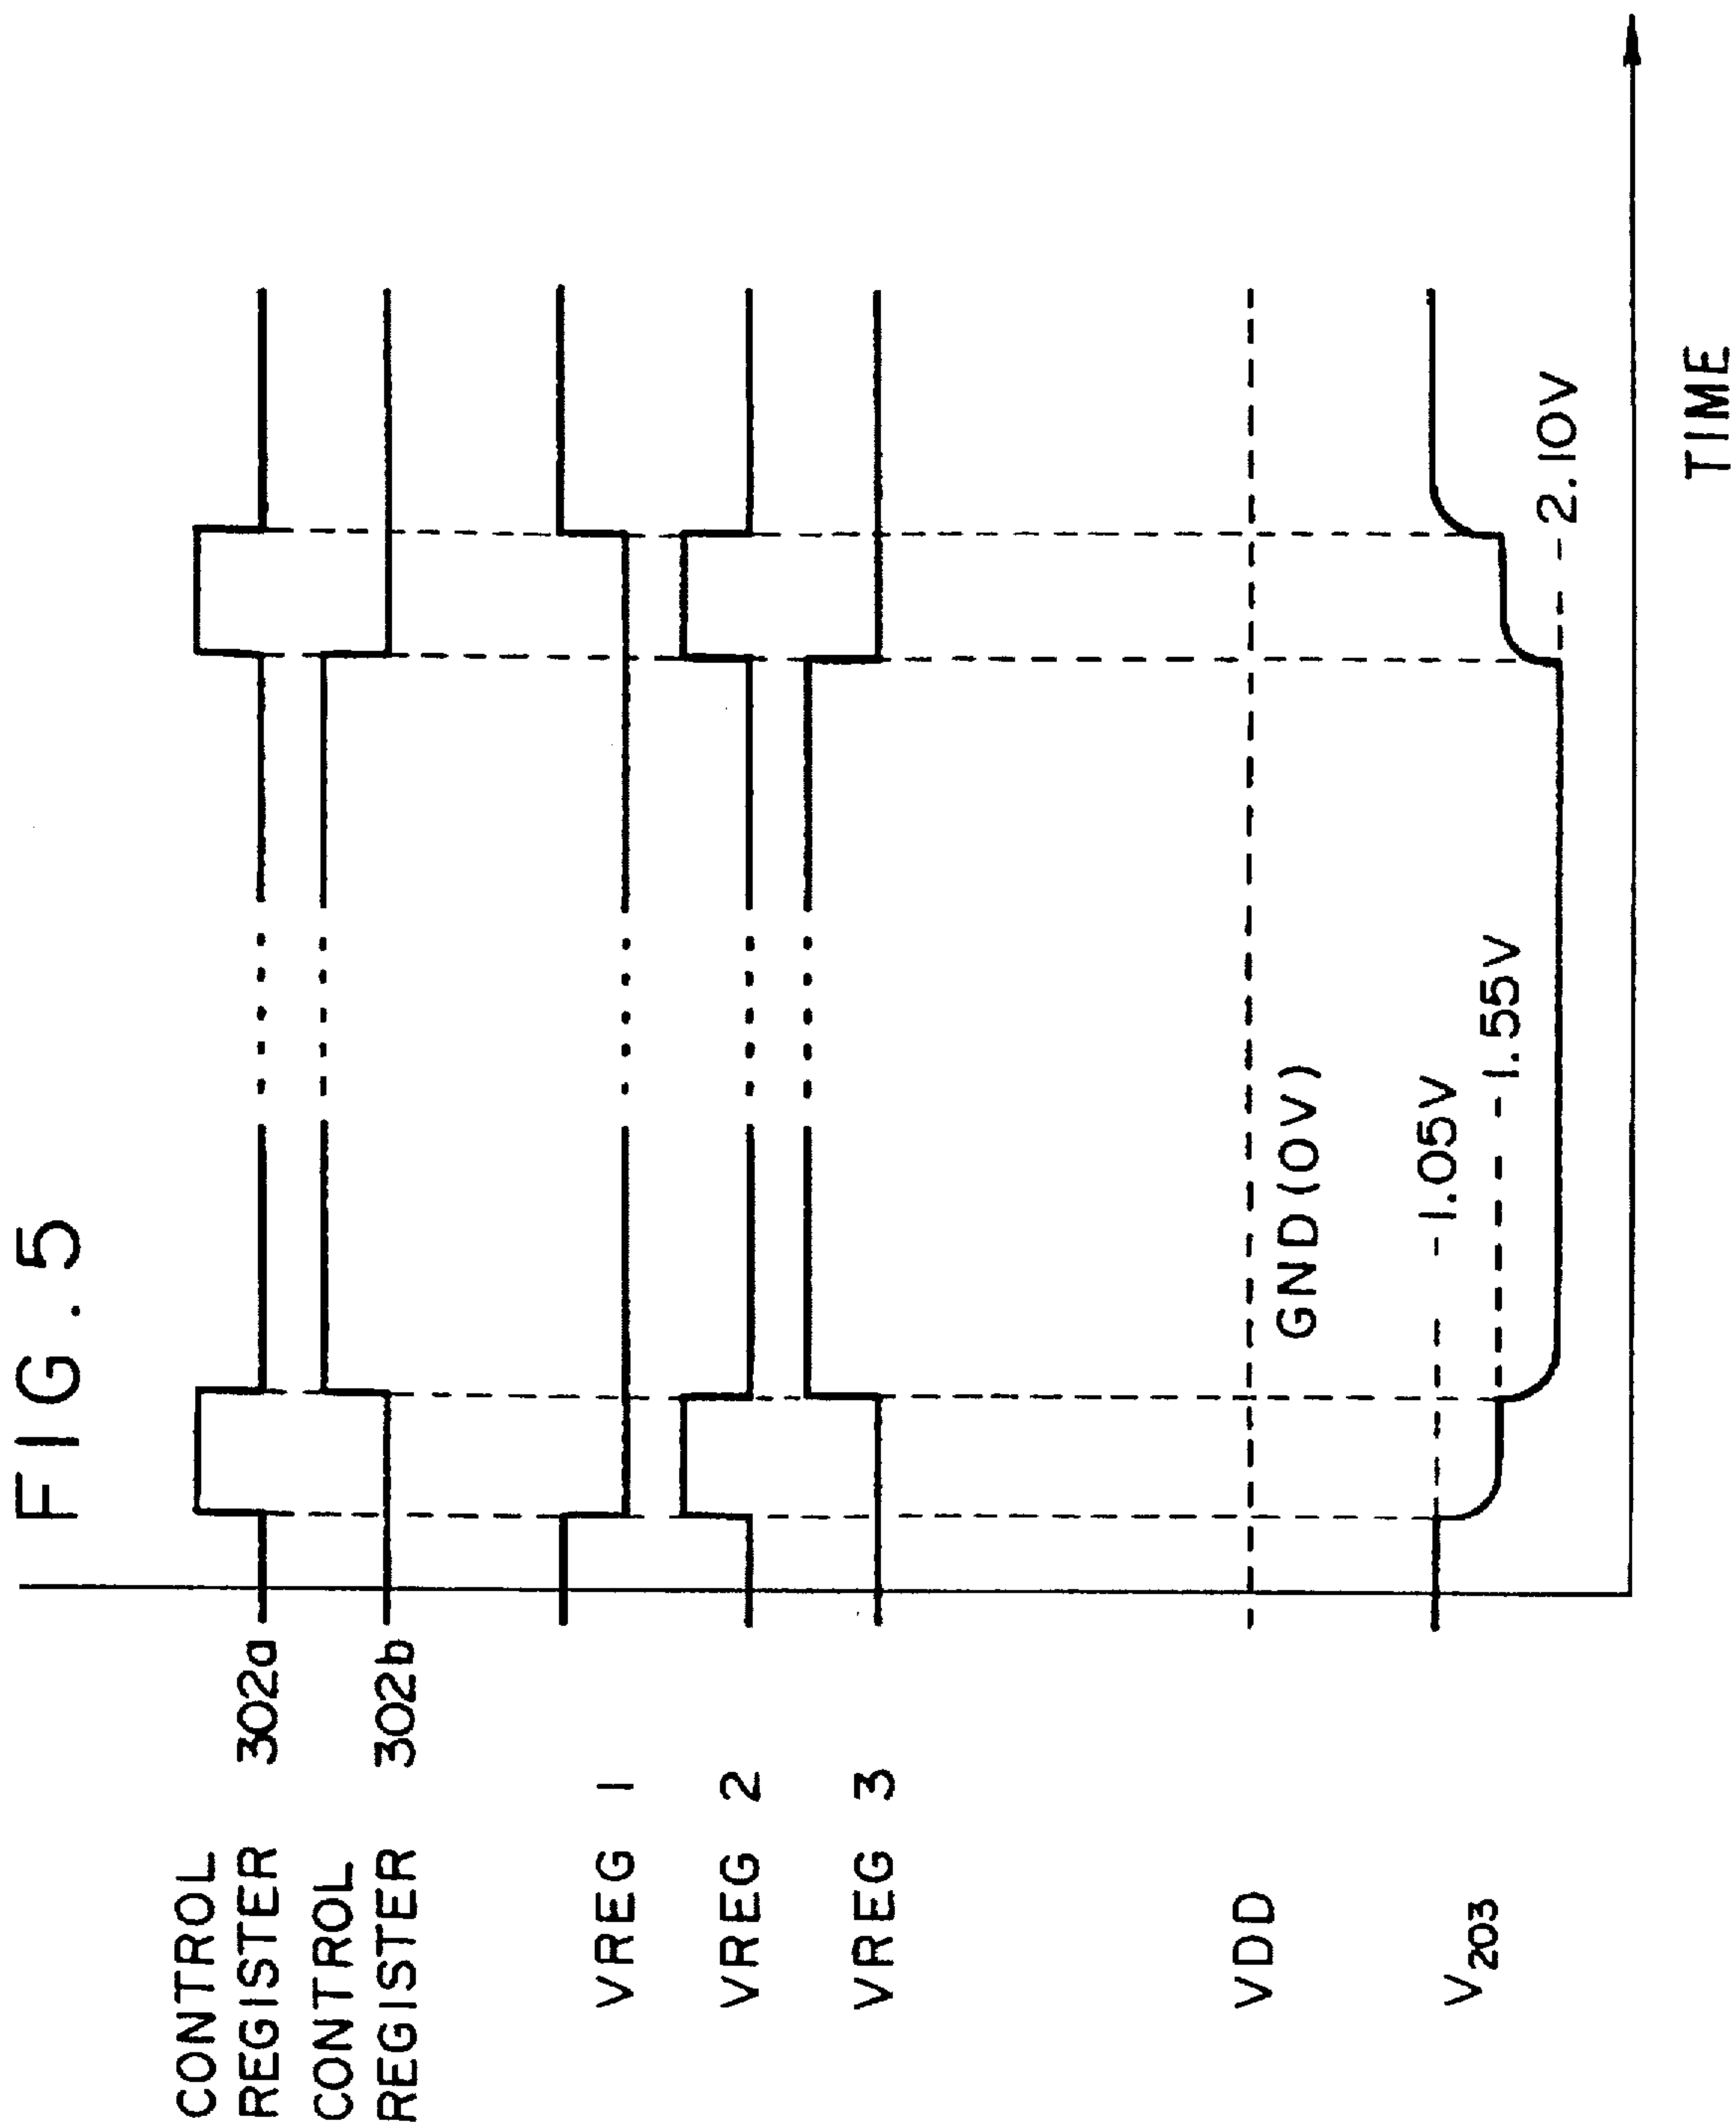 FIG. 5
CONTROL
REGISTER 302a
CONTROL
REGISTER 302b
VREG 1
VREG 2
VREG 3
VDD
GND(0V)
V203
-1.05V
-1.55V
-2.10V
TIME